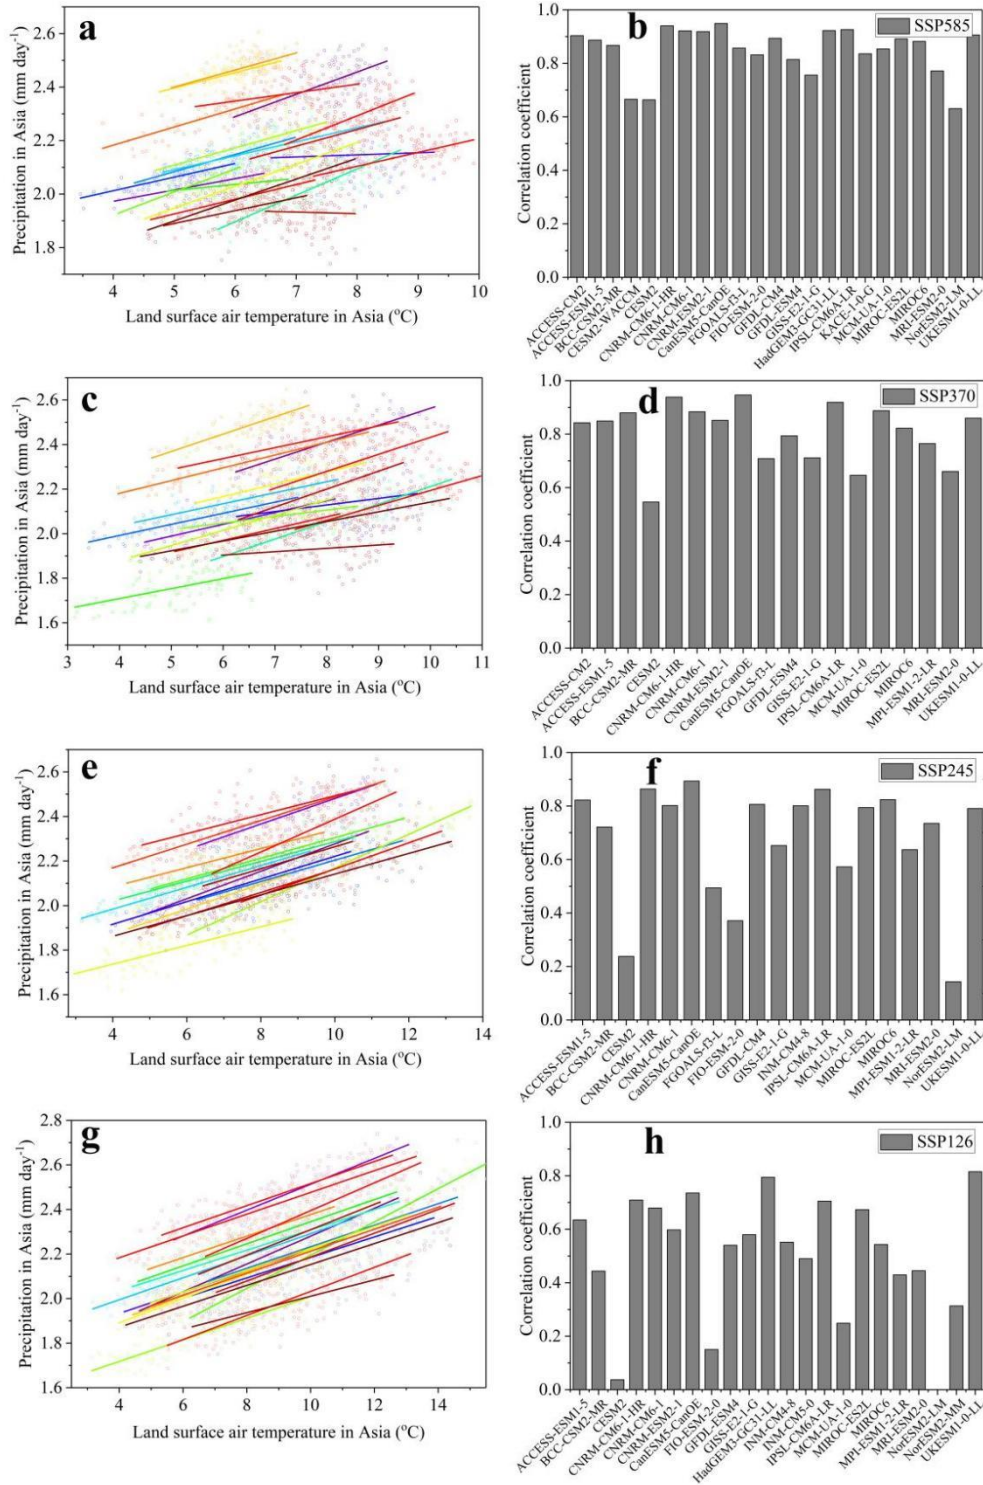 a
Precipitation in Asia (mm day-1)
2.6
2.4
2.2
2.0
1.8
4
5
6
7
8
9
10
Land surface air temperature in Asia (oC)
b
SSP585
Correlation coefficient
1.0
0.8
0.6
0.4
0.2
0.0
ACCESS-CM2
ACCESS-ESM1-5
BCC-CSM2-MR
CESM2-WACCM
CESM2
CNRM-CM6-1-HR
CNRM-CM6-1
CNRM-ESM2-1
CanESM5-CanOE
FGOALS-f3-L
FIO-ESM-2-0
GFDL-CM4
GFDL-ESM4
GISS-E2-1-G
HadGEM3-GC31-LL
IPSL-CM6A-LR
KACE-1-0-G
MCM-UA-1-0
MIROC-ES2L
MIROC6
MRI-ESM2-0
NorESM2-LM
UKESM1-0-LL
c
Precipitation in Asia (mm day-1)
2.6
2.4
2.2
2.0
1.8
1.6
3
4
5
6
7
8
9
10
11
Land surface air temperature in Asia (oC)
d
SSP370
Correlation coefficient
1.0
0.8
0.6
0.4
0.2
0.0
ACCESS-CM2
ACCESS-ESM1-5
BCC-CSM2-MR
CESM2
CNRM-CM6-1-HR
CNRM-CM6-1
CNRM-ESM2-1
CanESM5-CanOE
FGOALS-f3-L
GFDL-ESM4
GISS-E2-1-G
IPSL-CM6A-LR
MCM-UA-1-0
MIROC-ES2L
MIROC6
MPI-ESM1-2-LR
MRI-ESM2-0
UKESM1-0-LL
e
Precipitation in Asia (mm day-1)
2.6
2.4
2.2
2.0
1.8
1.6
4
6
8
10
12
14
Land surface air temperature in Asia (oC)
f
SSP245
Correlation coefficient
1.0
0.8
0.6
0.4
0.2
0.0
ACCESS-ESM1-5
BCC-CSM2-MR
CESM2
CNRM-CM6-1-HR
CNRM-CM6-1
CanESM5-CanOE
FGOALS-f3-L
FIO-ESM-2-0
GFDL-CM4
GISS-E2-1-G
INM-CM4-8
IPSL-CM6A-LR
MCM-UA-1-0
MIROC-ES2L
MIROC6
MPI-ESM1-2-LR
MRI-ESM2-0
NorESM2-LM
UKESM1-0-LL
g
Precipitation in Asia (mm day-1)
2.8
2.6
2.4
2.2
2.0
1.8
1.6
4
6
8
10
12
14
Land surface air temperature in Asia (oC)
h
SSP126
Correlation coefficient
1.0
0.8
0.6
0.4
0.2
0.0
ACCESS-ESM1-5
BCC-CSM2-MR
CESM2
CNRM-CM6-1-HR
CNRM-CM6-1
CNRM-ESM2-1
CanESM5-CanOE
FIO-ESM-2-0
GFDL-ESM4
GISS-E2-1-G
HadGEM3-GC31-LL
INM-CM4-8
INM-CM5-0
IPSL-CM6A-LR
MCM-UA-1-0
MIROC-ES2L
MIROC6
MPI-ESM1-2-LR
MRI-ESM2-0
NorESM2-LM
NorESM2-MM
UKESM1-0-LL